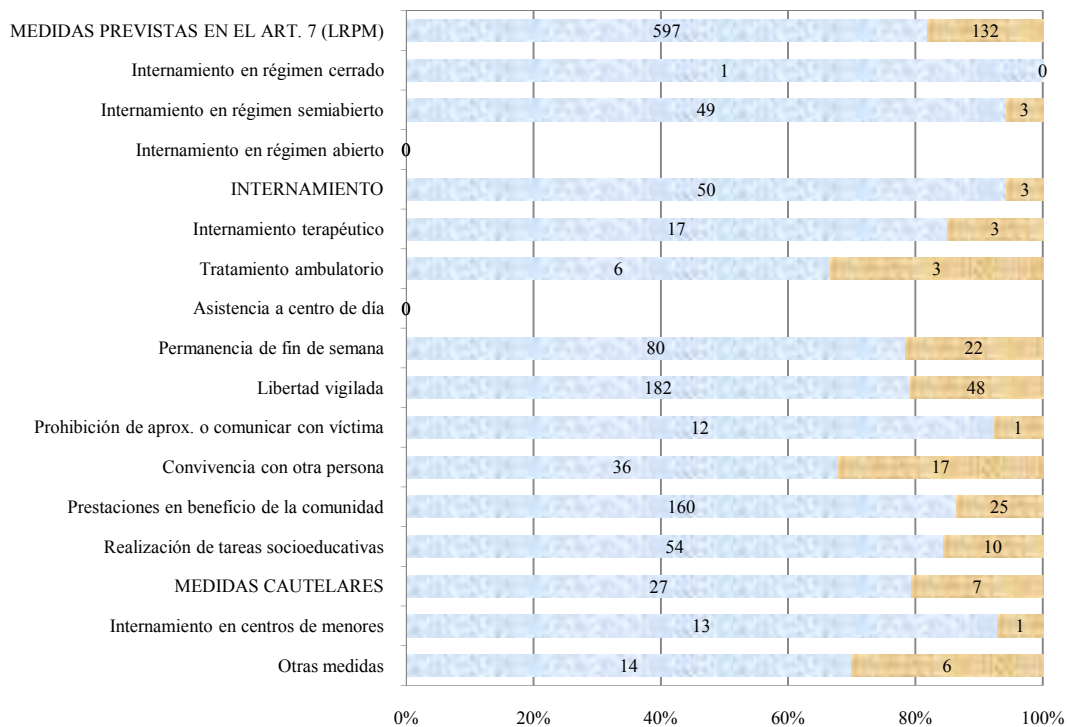 MEDIDAS PREVISTAS EN EL ART. 7 (LRPM) 597 132
Internamiento en régimen cerrado 1 0
Internamiento en régimen semiabierto 49 3
Internamiento en régimen abierto 0
INTERNAMIENTO 50 3
Internamiento terapéutico 17 3
Tratamiento ambulatorio 6 3
Asistencia a centro de día 0
Permanencia de fin de semana 80 22
Libertad vigilada 182 48
Prohibición de aprox. o comunicar con víctima 12 1
Convivencia con otra persona 36 17
Prestaciones en beneficio de la comunidad 160 25
Realización de tareas socioeducativas 54 10
MEDIDAS CAUTELARES 27 7
Internamiento en centros de menores 13 1
Otras medidas 14 6
0% 20% 40% 60% 80% 100%